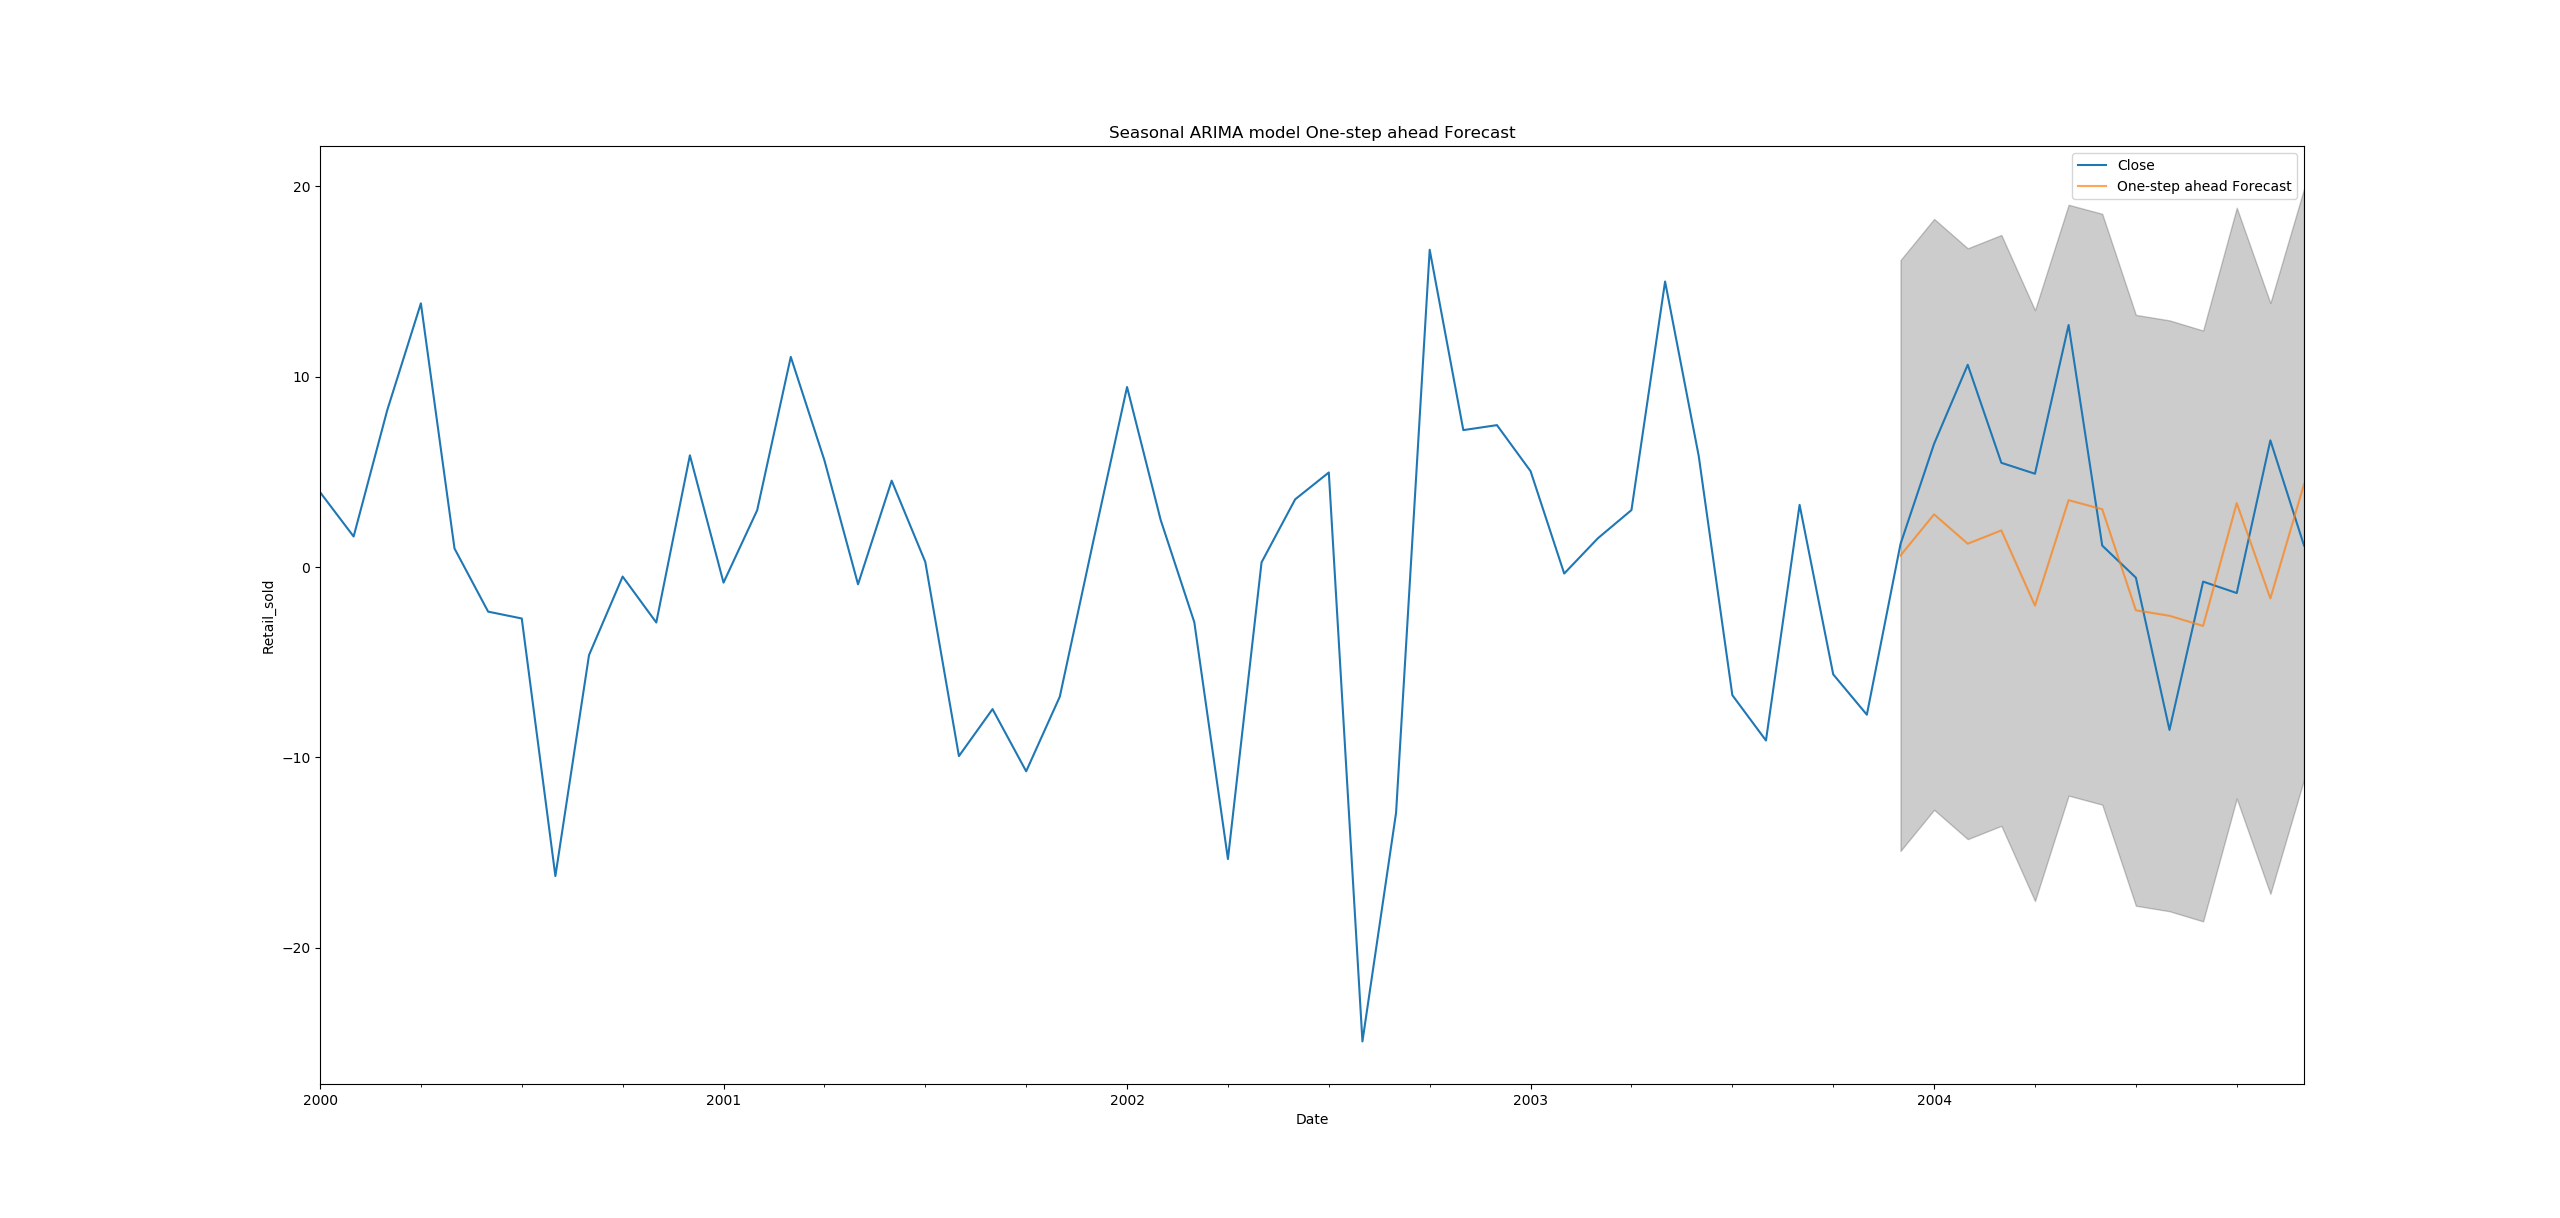 Seasonal ARIMA model One-step ahead Forecast
Close
One-step ahead Forecast
20
10
0
−10
−20
Retail_sold
2000
2001
2002
2003
2004
Date